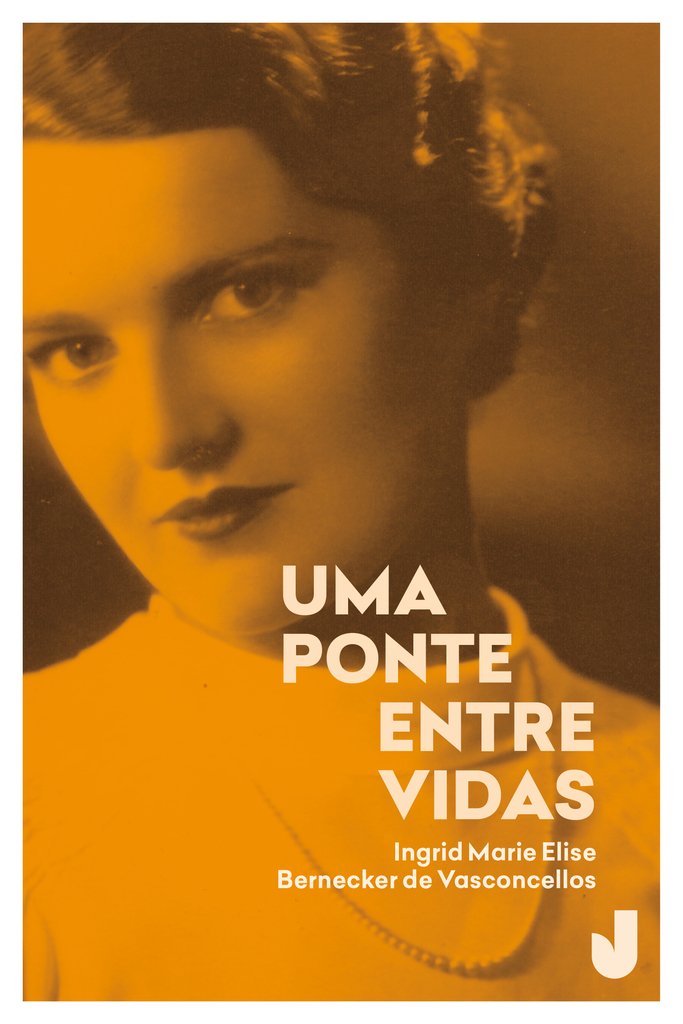 UMA
PONTE
ENTRE
VIDAS
Ingrid Marie Elise
Bernecker de Vasconcellos